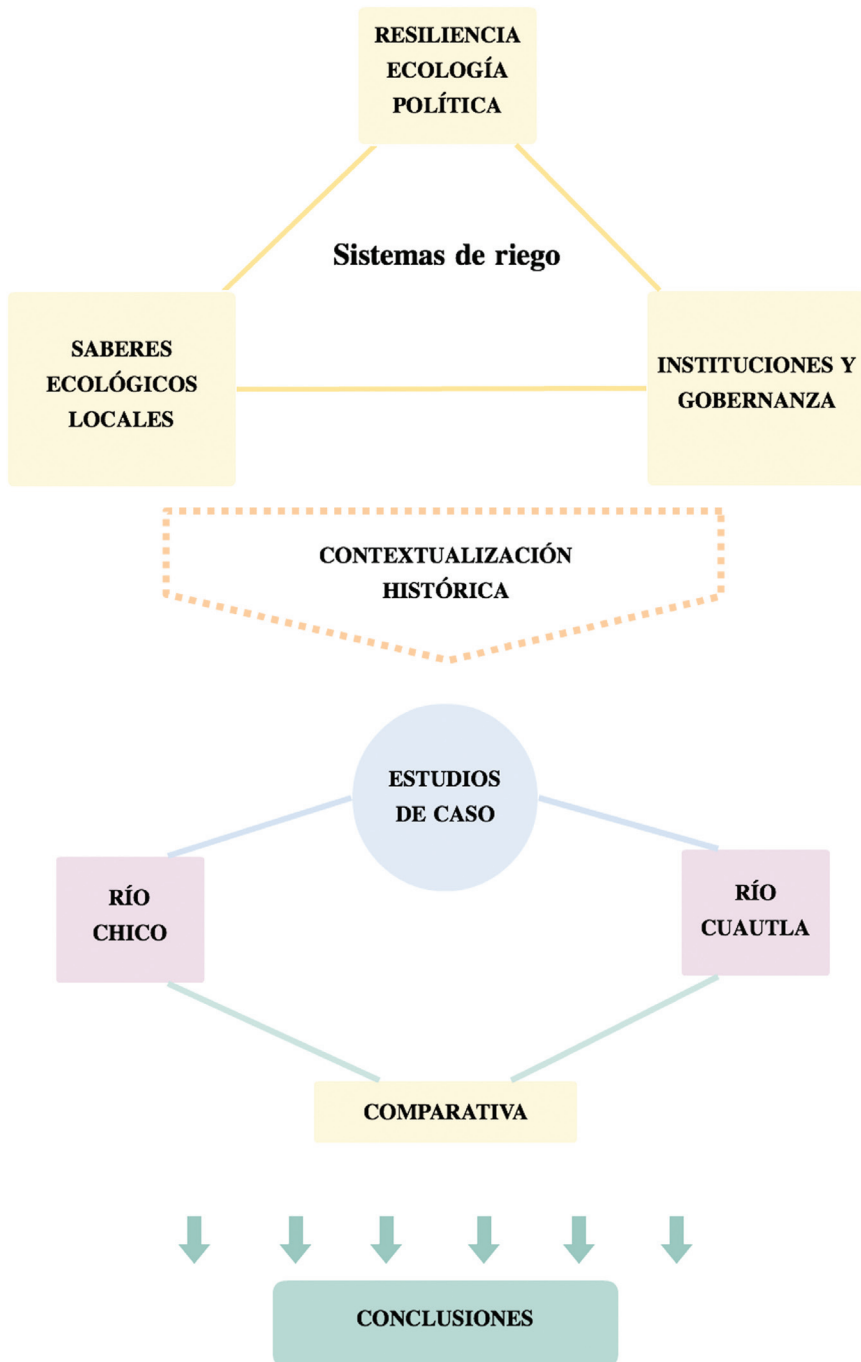 RESILIENCIA
ECOLOGÍA
POLÍTICA
Sistemas de riego
SABERES
ECOLÓGICOS
LOCALES
INSTITUCIONES Y
GOBERNANZA
CONTEXTUALIZACIÓN
HISTÓRICA
ESTUDIOS
DE CASO
RÍO
CHICO
RÍO
CUAUTLA
COMPARATIVA
CONCLUSIONES